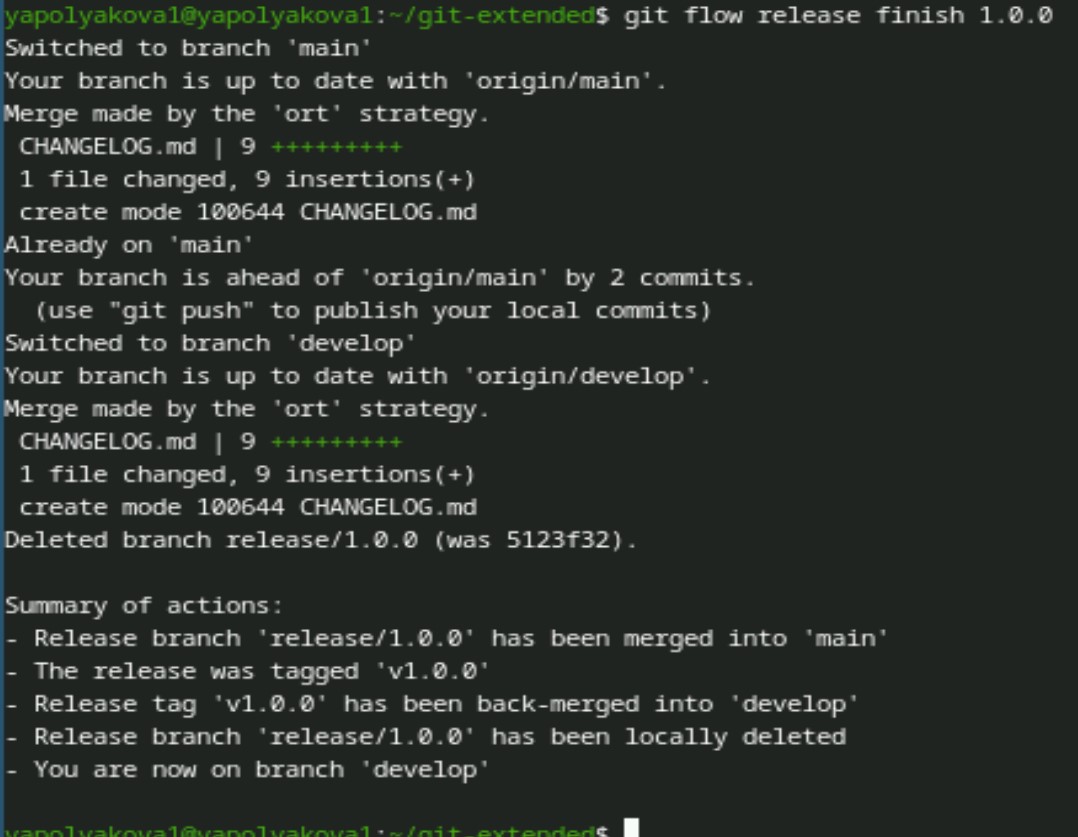 yapolyakova1@yapolyakova1:~/git-extended$ git flow release finish 1.0.0
Switched to branch 'main'
Your branch is up to date with 'origin/main'.
Merge made by the 'ort' strategy.
 CHANGELOG.md | 9 +++++++++
 1 file changed, 9 insertions(+)
 create mode 100644 CHANGELOG.md
Already on 'main'
Your branch is ahead of 'origin/main' by 2 commits.
  (use "git push" to publish your local commits)
Switched to branch 'develop'
Your branch is up to date with 'origin/develop'.
Merge made by the 'ort' strategy.
 CHANGELOG.md | 9 +++++++++
 1 file changed, 9 insertions(+)
 create mode 100644 CHANGELOG.md
Deleted branch release/1.0.0 (was 5123f32).

Summary of actions:
- Release branch 'release/1.0.0' has been merged into 'main'
- The release was tagged 'v1.0.0'
- Release tag 'v1.0.0' has been back-merged into 'develop'
- Release branch 'release/1.0.0' has been locally deleted
- You are now on branch 'develop'

yapolyakova1@yapolyakova1:~/git-extended$